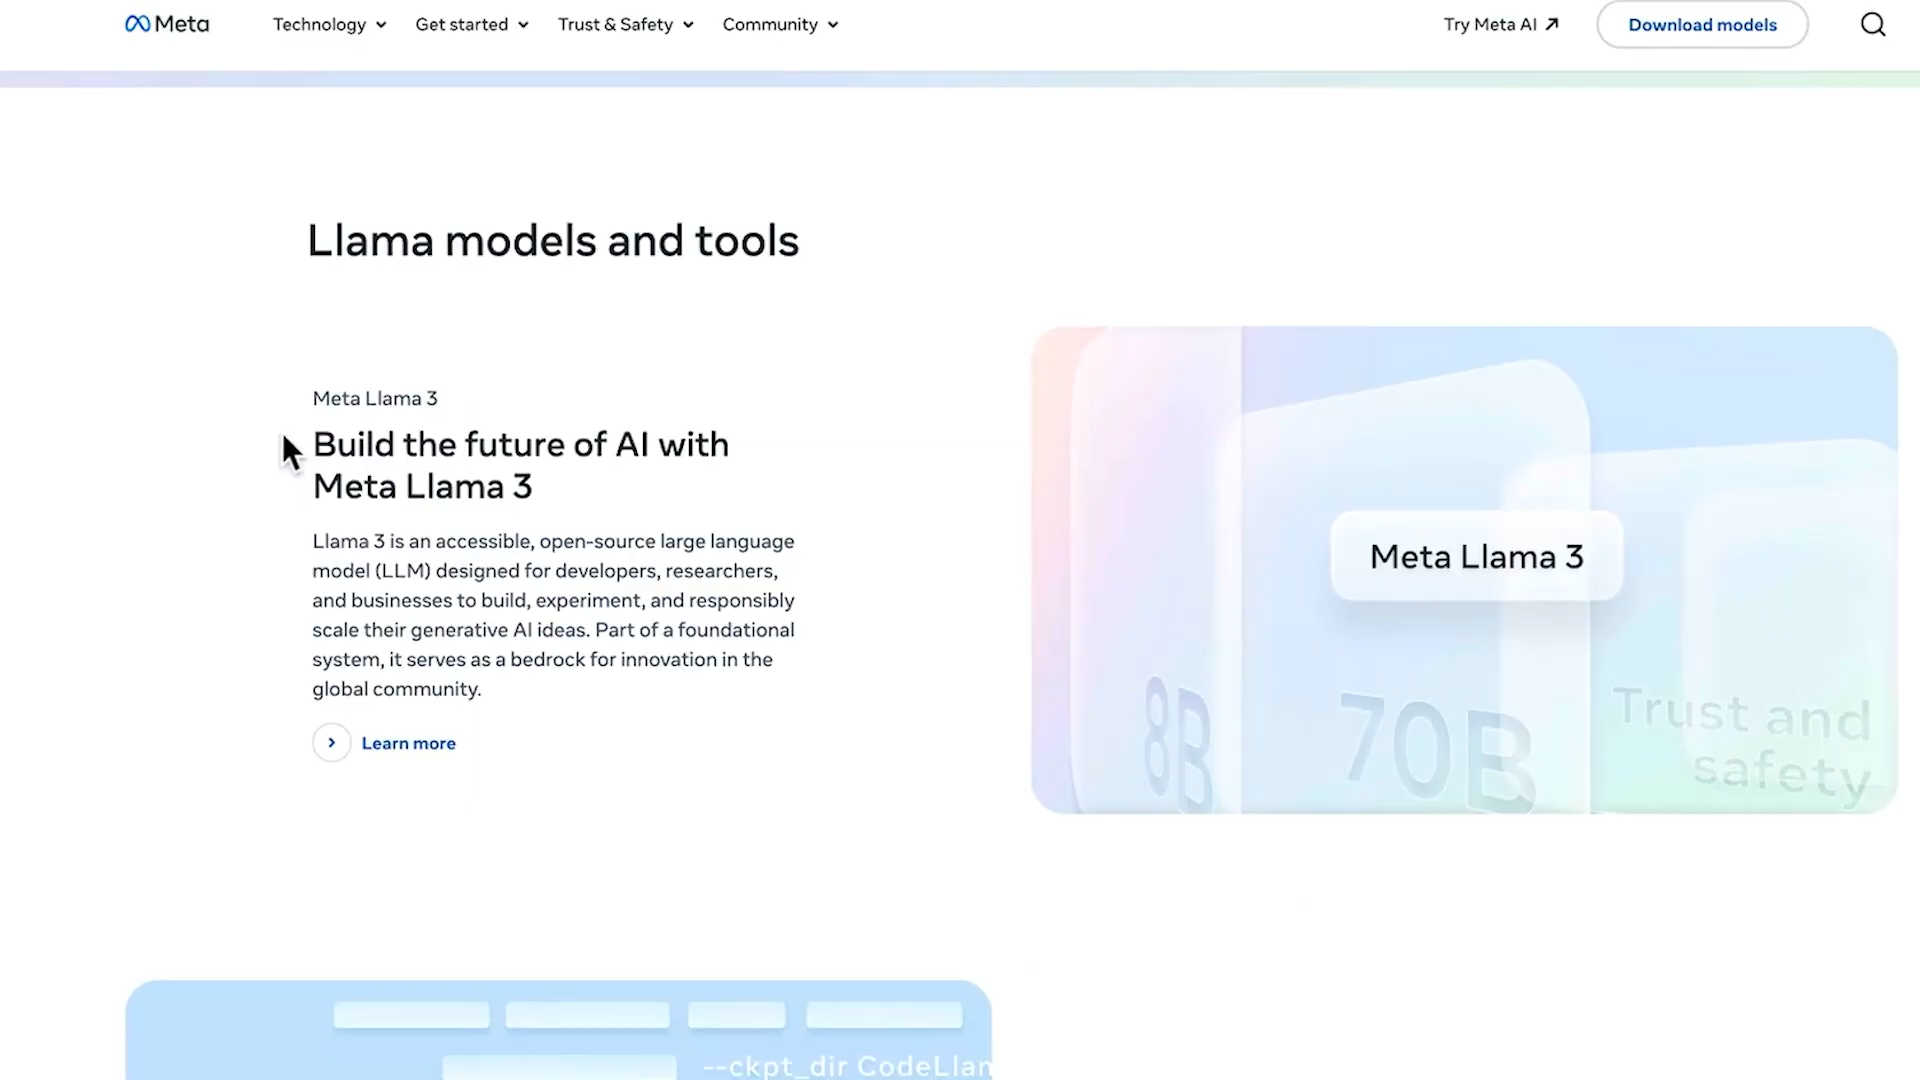 Meta
Technology
Get started
Trust & Safety
Community
Try Meta AI
Download models
Llama models and tools
Meta Llama 3
Build the future of AI with
Meta Llama 3
Llama 3 is an accessible, open-source large language
model (LLM) designed for developers, researchers,
and businesses to build, experiment, and responsibly
scale their generative AI ideas. Part of a foundational
system, it serves as a bedrock for innovation in the
global community.
Learn more
Meta Llama 3
8B
70B
Trust and
safety
--ckpt_dir CodeLlam